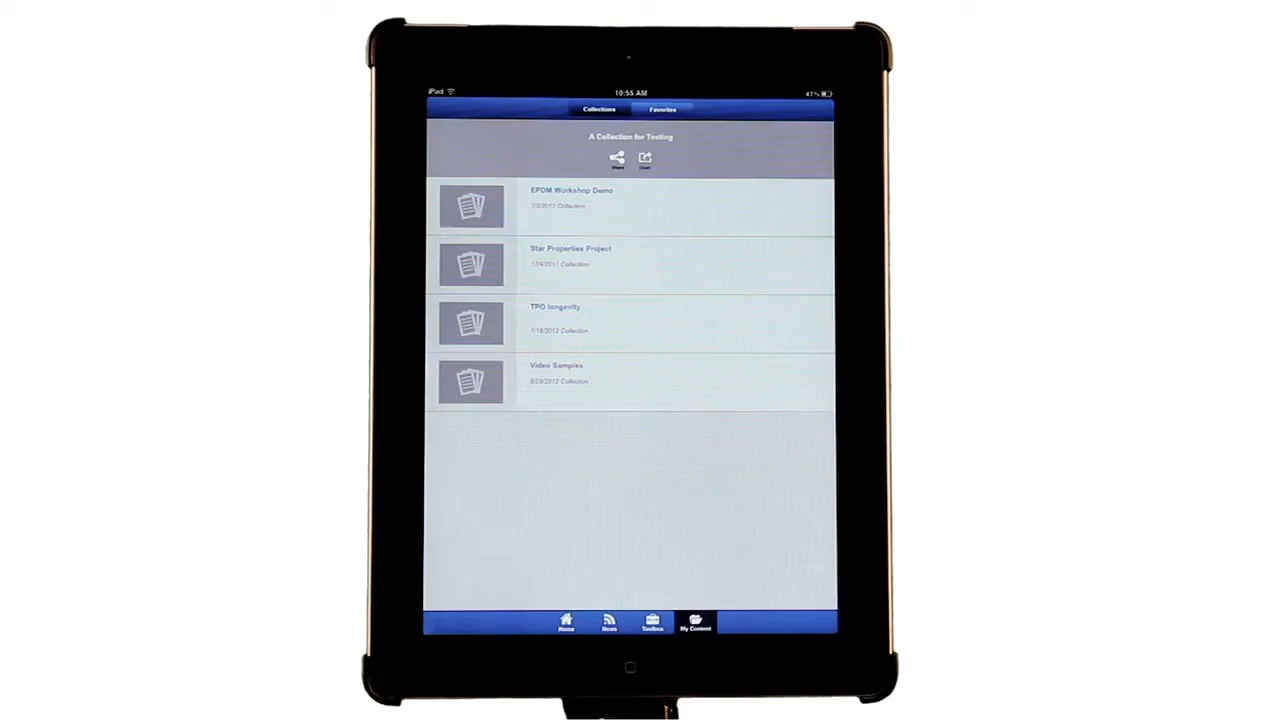 iPad 10:55 AM 47%
Collections Favorites
A Collection for Testing
Share Open
EPDM Workshop Demo
7/2/2012 Collection
Star Properties Project
12/4/2011 Collection
TPO longevity
1/18/2012 Collection
Video Samples
6/28/2012 Collection
Home News Toolbox My Content